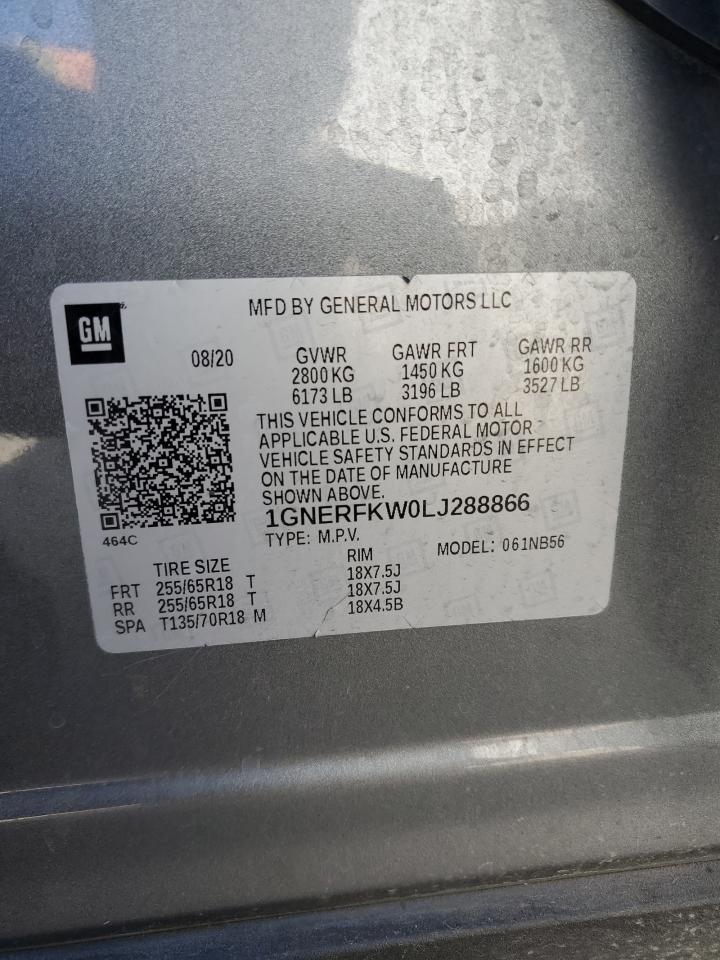 MFD BY GENERAL MOTORS LLC
GM
08/20
GVWR GAWR FRT GAWR RR
2800 KG 1450 KG 1600 KG
6173 LB 3196 LB 3527 LB
THIS VEHICLE CONFORMS TO ALL
APPLICABLE U.S. FEDERAL MOTOR
VEHICLE SAFETY STANDARDS IN EFFECT
ON THE DATE OF MANUFACTURE
SHOWN ABOVE.
1GNERFKW0LJ288866
464C
TYPE: M.P.V. MODEL: 061NB56
TIRE SIZE RIM
FRT 255/65R18 T 18X7.5J
RR 255/65R18 T 18X7.5J
SPA T135/70R18 M 18X4.5B